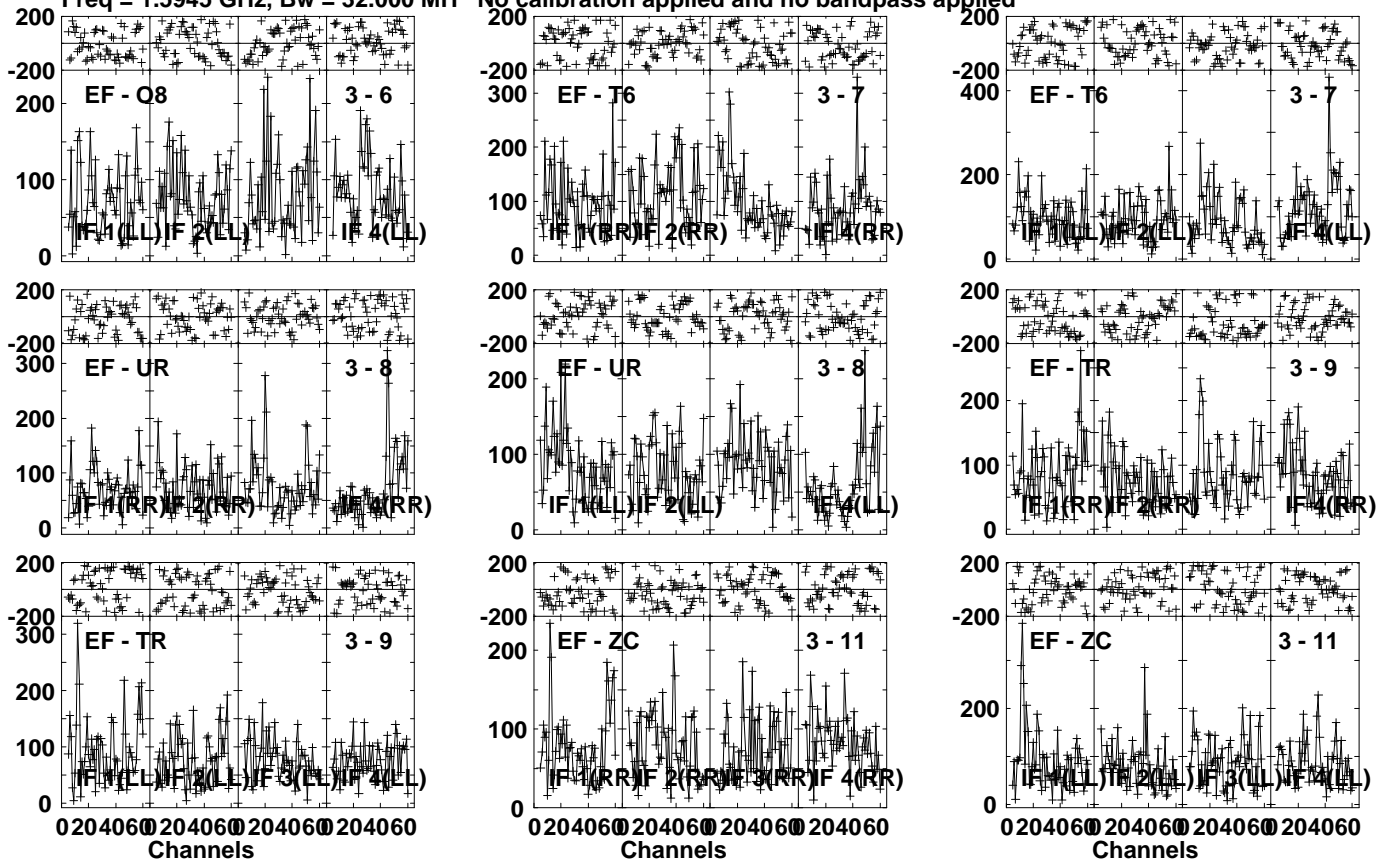 Freq = 1.5945 GHz, Bw = 32.000 MH No calibration applied and no bandpass applied
200
-200
EF - O8 3 - 6
200
100
0
IF 1(LL) IF 2(LL) IF 4(LL)
200
-200
EF - T6 3 - 7
300
200
100
0
IF 1(RR) IF 2(RR) IF 4(RR)
200
-200
EF - T6 3 - 7
400
200
0
IF 1(LL) IF 2(LL) IF 4(LL)
200
-200
EF - UR 3 - 8
300
200
100
0
IF 1(RR) IF 2(RR) IF 4(RR)
200
-200
EF - UR 3 - 8
200
100
0
IF 1(LL) IF 2(LL) IF 4(LL)
200
-200
EF - TR 3 - 9
200
100
0
IF 1(RR) IF 2(RR) IF 4(RR)
200
-200
EF - TR 3 - 9
300
200
100
0
IF 1(LL) IF 2(LL) IF 3(LL) IF 4(LL)
0 20 40 60 0 20 40 60 0 20 40 60 0 20 40 60
Channels
200
-200
EF - ZC 3 - 11
200
100
0
IF 1(RR) IF 2(RR) IF 3(RR) IF 4(RR)
0 20 40 60 0 20 40 60 0 20 40 60 0 20 40 60
Channels
200
-200
EF - ZC 3 - 11
200
0
IF 1(LL) IF 2(LL) IF 3(LL) IF 4(LL)
0 20 40 60 0 20 40 60 0 20 40 60 0 20 40 60
Channels